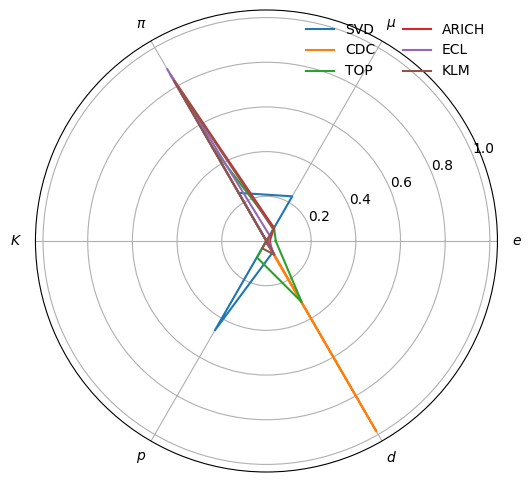 π
μ
SVD ARICH
CDC ECL
TOP KLM
1.0
0.8
0.6
0.4
0.2
K
e
p
d